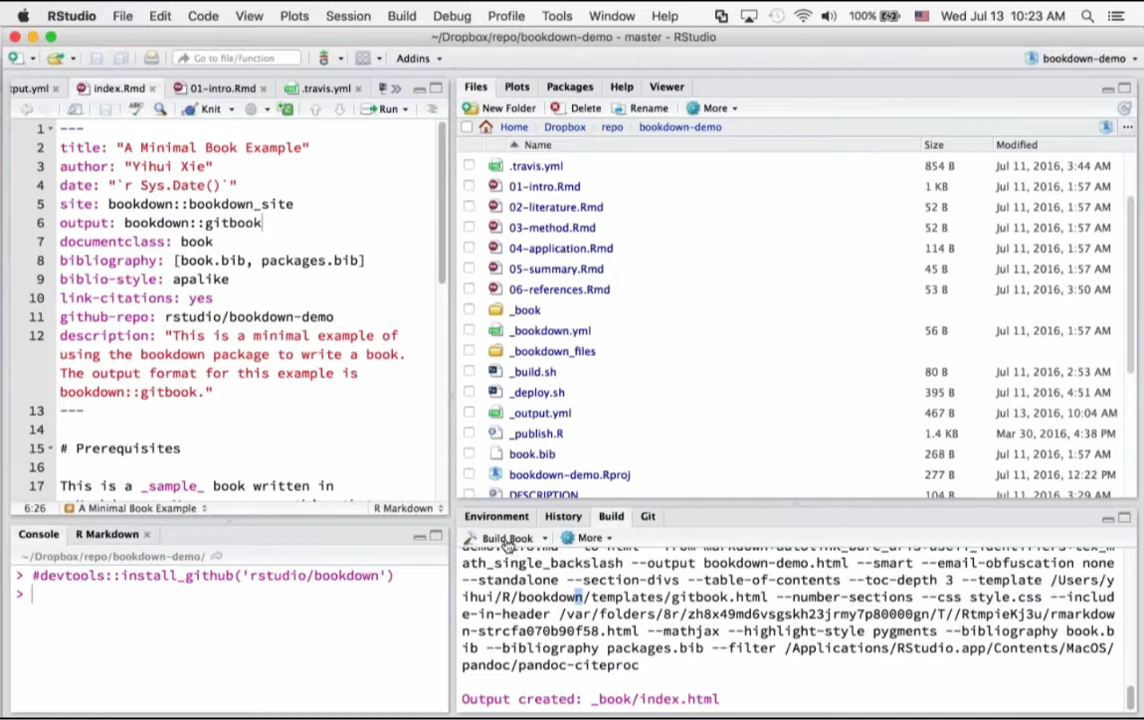 RStudio File Edit Code View Plots Session Build Debug Profile Tools Window Help 100% Wed Jul 13 10:23 AM
~/Dropbox/repo/bookdown-demo - master - RStudio
Go to file/function Addins bookdown-demo
put.yml index.Rmd 01-intro.Rmd .travis.yml
Knit Run
1 ---
2 title: "A Minimal Book Example"
3 author: "Yihui Xie"
4 date: "`r Sys.Date()`"
5 site: bookdown::bookdown_site
6 output: bookdown::gitbook
7 documentclass: book
8 bibliography: [book.bib, packages.bib]
9 biblio-style: apalike
10 link-citations: yes
11 github-repo: rstudio/bookdown-demo
12 description: "This is a minimal example of
using the bookdown package to write a book.
The output format for this example is
bookdown::gitbook."
13 ---
14
15 # Prerequisites
16
17 This is a _sample_ book written in
6:26 A Minimal Book Example R Markdown
Console R Markdown
~/Dropbox/repo/bookdown-demo/
> #devtools::install_github('rstudio/bookdown')
>
Files Plots Packages Help Viewer
New Folder Delete Rename More
Home Dropbox repo bookdown-demo
Name Size Modified
.travis.yml 854 B Jul 11, 2016, 3:44 AM
01-intro.Rmd 1 KB Jul 11, 2016, 1:57 AM
02-literature.Rmd 52 B Jul 11, 2016, 1:57 AM
03-method.Rmd 52 B Jul 11, 2016, 1:57 AM
04-application.Rmd 114 B Jul 11, 2016, 1:57 AM
05-summary.Rmd 45 B Jul 11, 2016, 1:57 AM
06-references.Rmd 53 B Jul 11, 2016, 3:50 AM
_book
_bookdown.yml 56 B Jul 11, 2016, 1:57 AM
_bookdown_files
_build.sh 80 B Jul 11, 2016, 2:53 AM
_deploy.sh 395 B Jul 11, 2016, 4:51 AM
_output.yml 467 B Jul 13, 2016, 10:04 AM
_publish.R 1.4 KB Mar 30, 2016, 4:38 PM
book.bib 268 B Jul 11, 2016, 1:57 AM
bookdown-demo.Rproj 277 B Jul 11, 2016, 12:22 PM
DESCRIPTION 104 B Jul 11, 2016, 3:29 AM
Environment History Build Git
Build Book More
ath_single_backslash --output bookdown-demo.html --smart --email-obfuscation none
--standalone --section-divs --table-of-contents --toc-depth 3 --template /Users/y
ihui/R/bookdown/templates/gitbook.html --number-sections --css style.css --includ
e-in-header /var/folders/8r/zh8x49md6vsgskh23jrmy7p80000gn/T//RtmpieKj3u/rmarkdow
n-strcfa070b90f58.html --mathjax --highlight-style pygments --bibliography book.b
ib --bibliography packages.bib --filter /Applications/RStudio.app/Contents/MacOS/
pandoc/pandoc-citeproc
Output created: _book/index.html